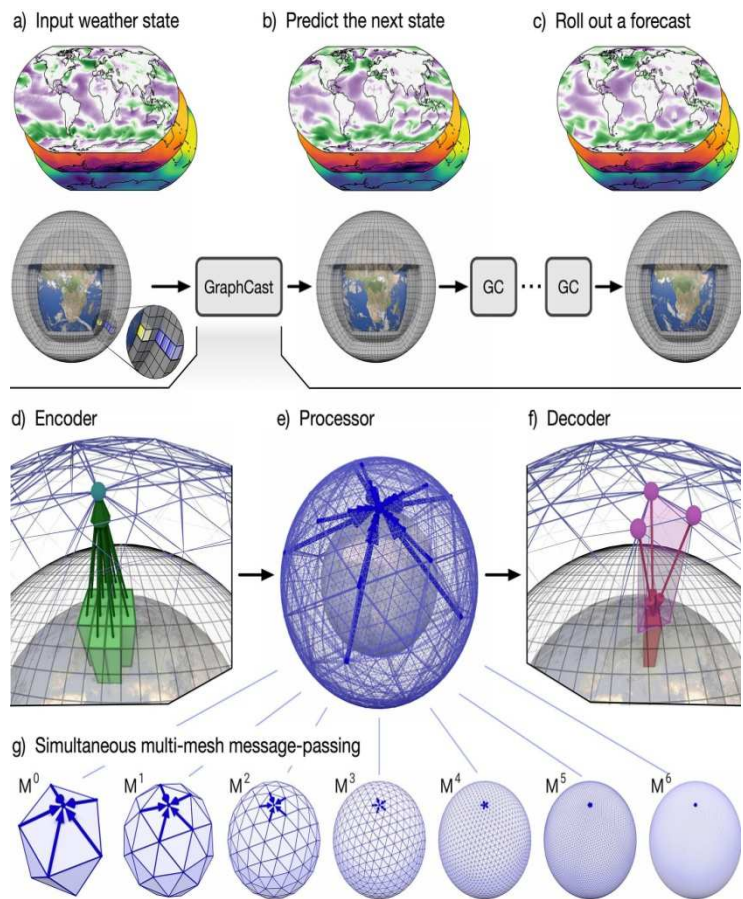 a) Input weather state
b) Predict the next state
c) Roll out a forecast
GraphCast
GC
...
GC
d) Encoder
e) Processor
f) Decoder
g) Simultaneous multi-mesh message-passing
M⁰
M¹
M²
M³
M⁴
M⁵
M⁶